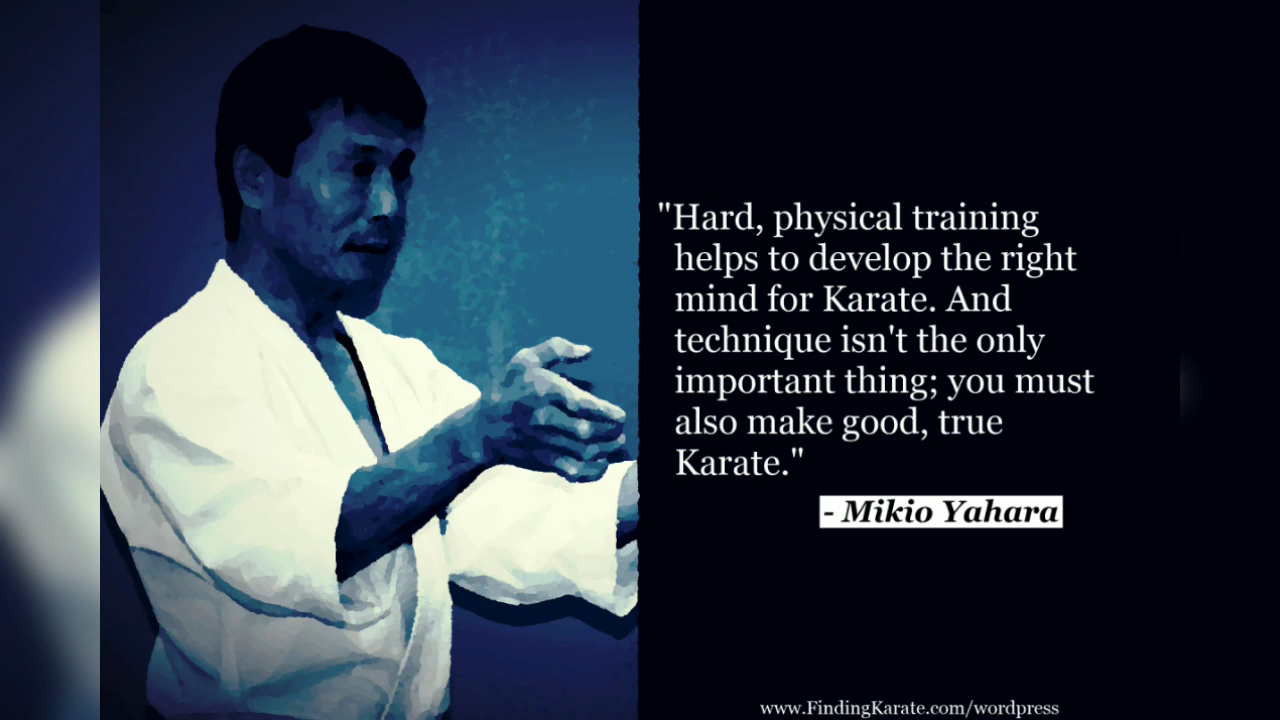 "Hard, physical training
helps to develop the right
mind for Karate. And
technique isn't the only
important thing; you must
also make good, true
Karate."
- Mikio Yahara
www.FindingKarate.com/wordpress